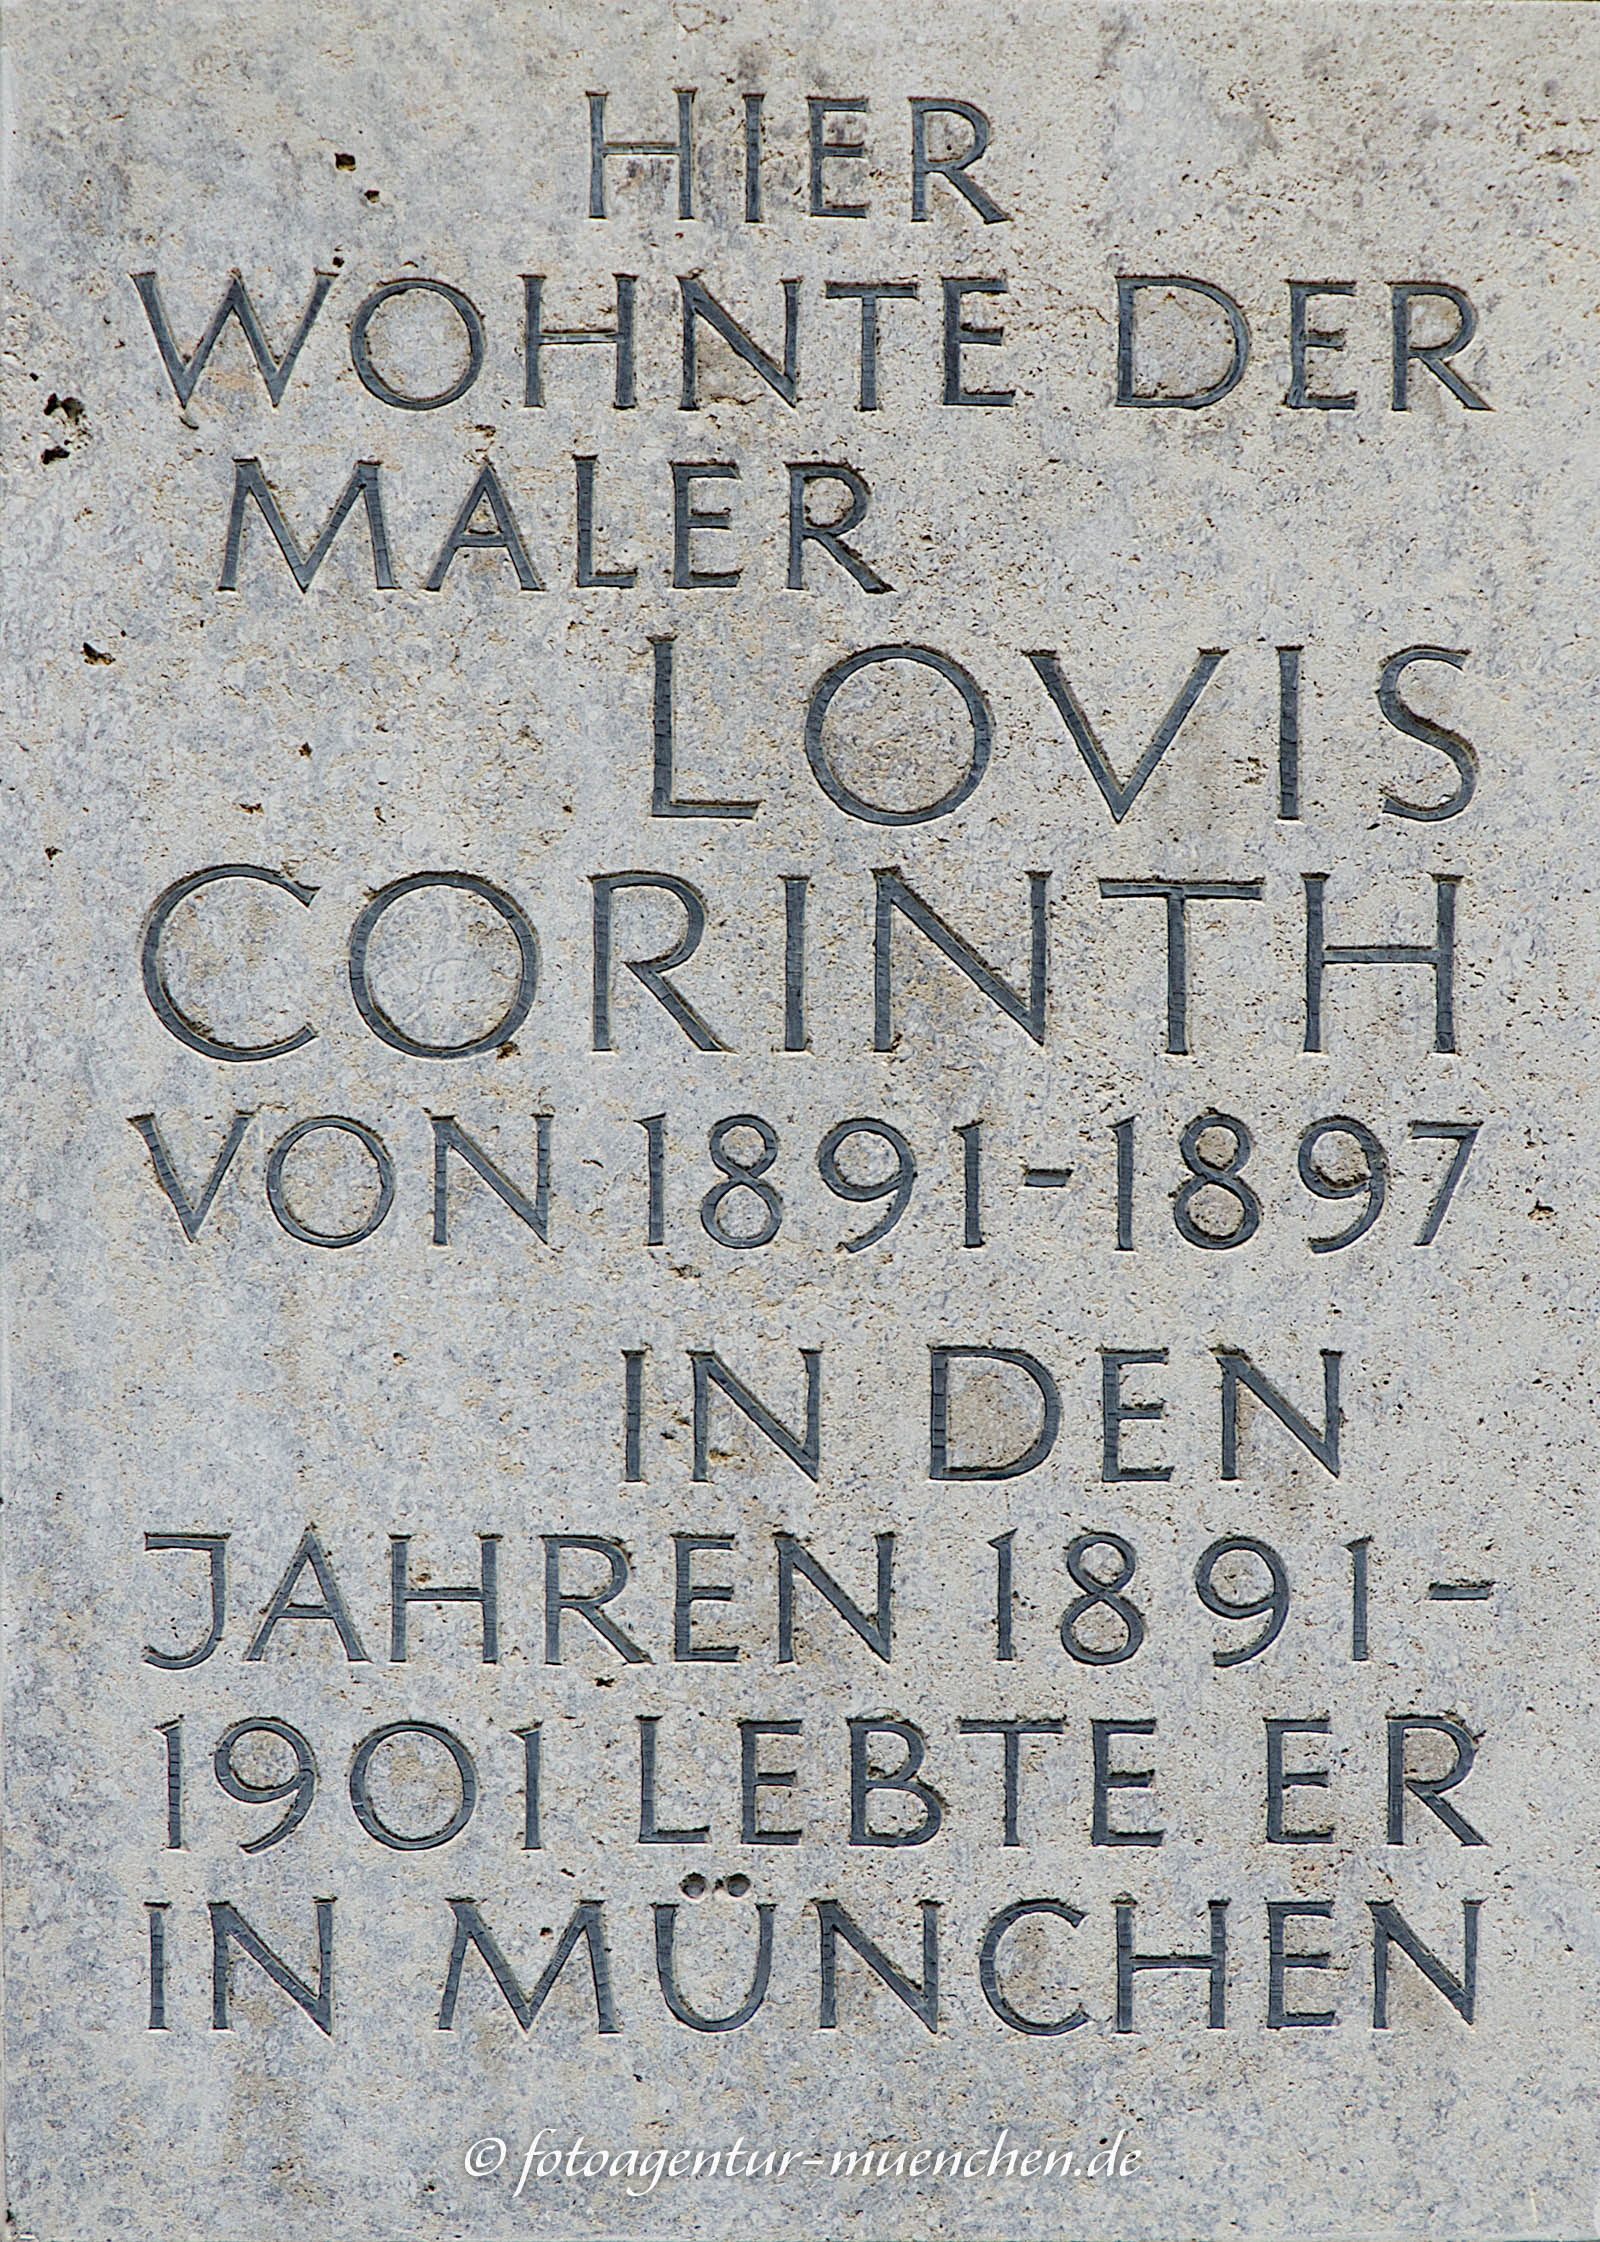 HIER
WOHNTE DER
MALER
LOVIS
CORINTH
VON 1891-1897
IN DEN
JAHREN 1891-
1901 LEBTE ER
IN MÜNCHEN
© fotoagentur-muenchen.de